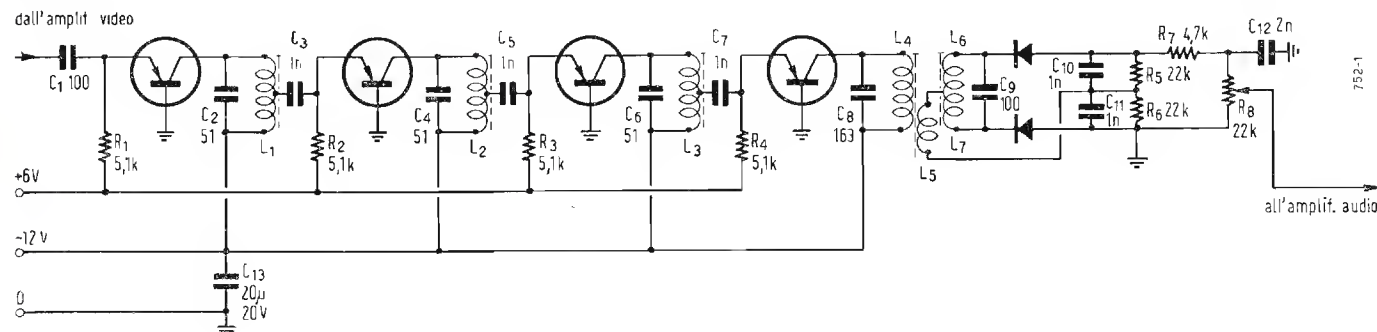 dall'amplif video
C1 100
R1
5,1k
C2
51
L1
C3
1n
R2
5,1k
C4
51
L2
C5
1n
R3
5,1k
C6
51
L3
C7
1n
R4
5,1k
C8
163
L4
L5
L6
L7
C9
100
C10
1n
C11
1n
R5 22k
R6 22k
R7 4,7k
C12 2n
R8
22k
752-1
all'amplif. audio
+6V
-12 V
0
C13
20µ
20V